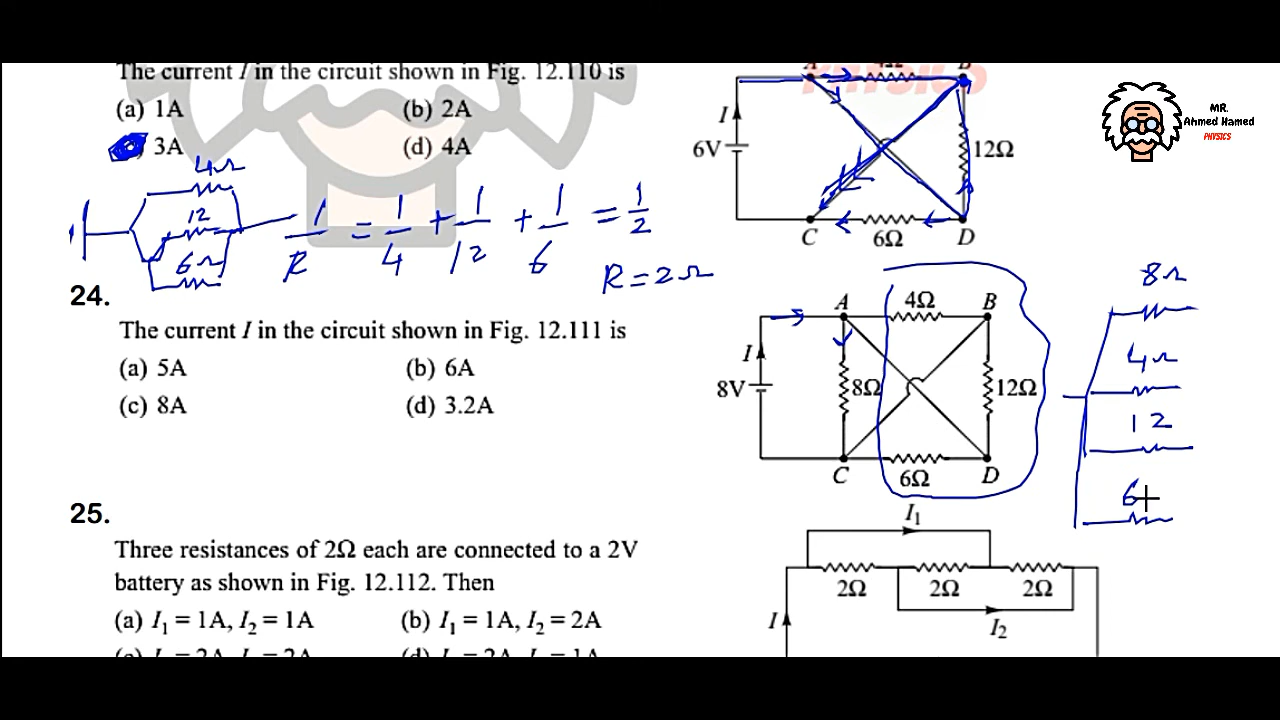 The current I in the circuit shown in Fig. 12.110 is
(a) 1A
(b) 2A
3A
(d) 4A
4Ω
12
6Ω
1/R = 1/4 + 1/12 + 1/6 = 1/2
R = 2Ω
I
6V
12Ω
C
6Ω
D
MR.
Ahmed Hamed
PHYSICS
24.
The current I in the circuit shown in Fig. 12.111 is
(a) 5A
(b) 6A
(c) 8A
(d) 3.2A
A
4Ω
B
I
8V
8Ω
12Ω
C
6Ω
D
8Ω
4Ω
12
6
25.
Three resistances of 2Ω each are connected to a 2V
battery as shown in Fig. 12.112. Then
(a) I₁ = 1A, I₂ = 1A
(b) I₁ = 1A, I₂ = 2A
I₁
2Ω
2Ω
2Ω
I
I₂